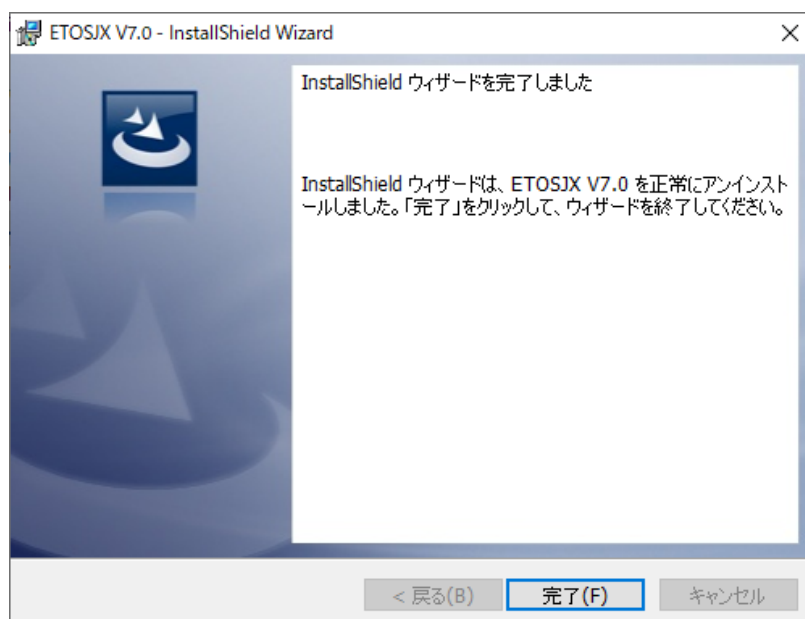 ETOSJX V7.0 - InstallShield Wizard
InstallShield ウィザードを完了しました
InstallShield ウィザードは、ETOSJX V7.0 を正常にアンインスト
ールしました。「完了」をクリックして、ウィザードを終了してください。
< 戻る(B)
完了(F)
キャンセル